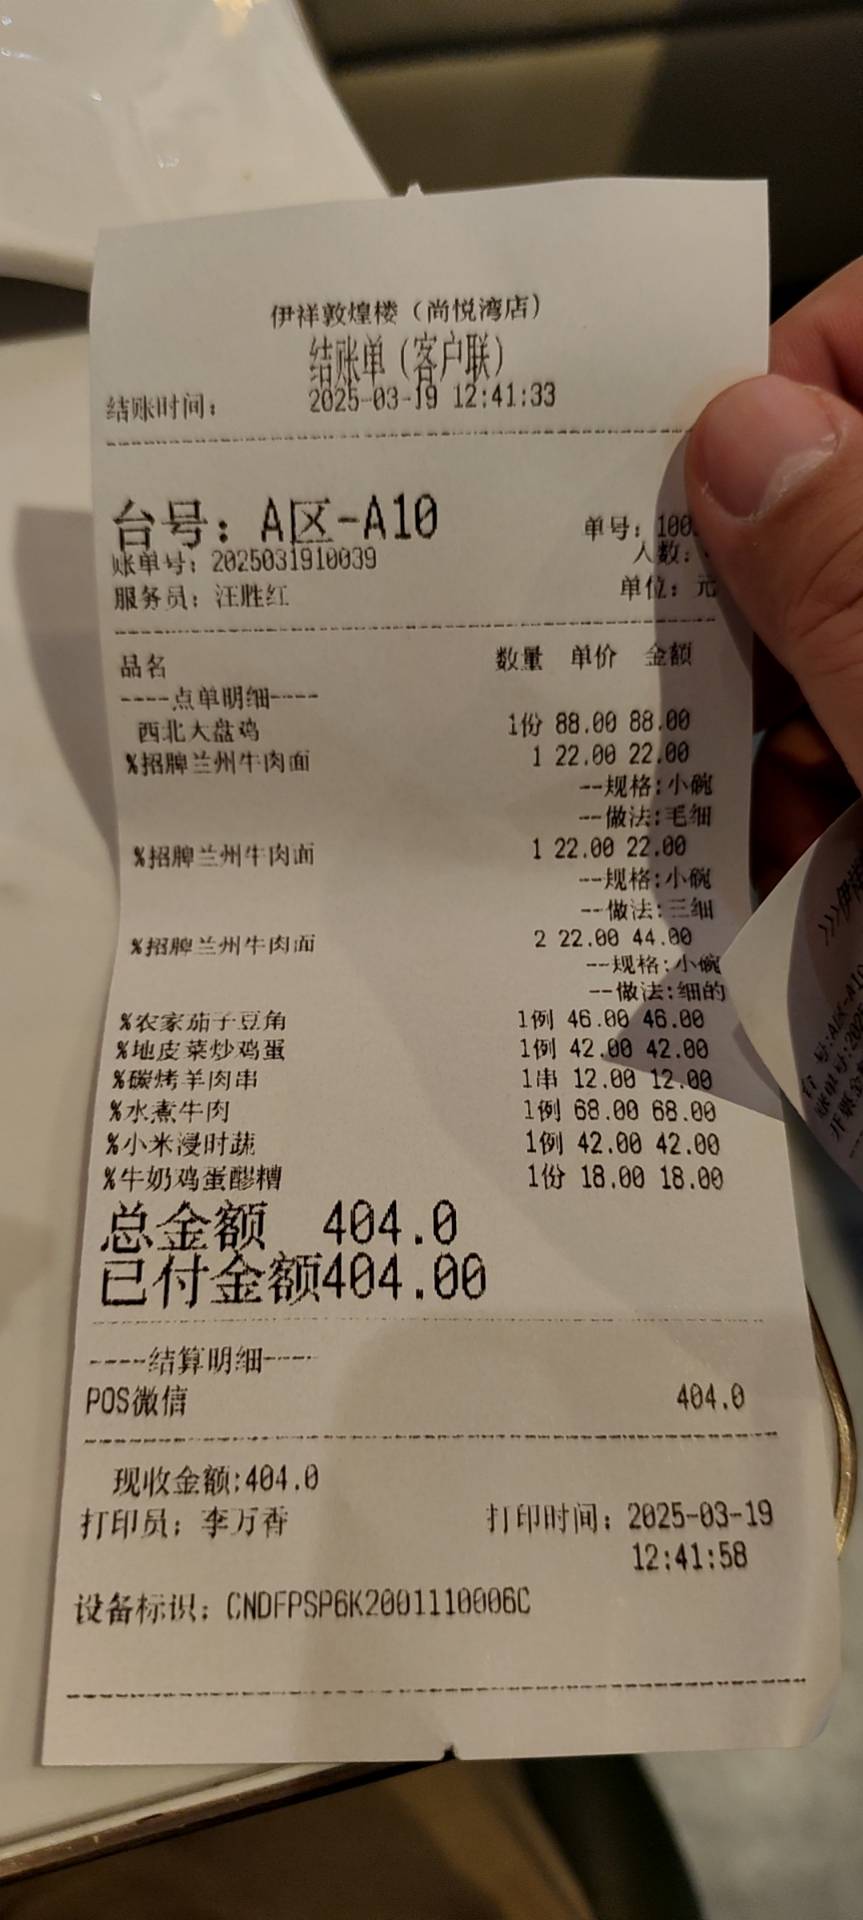 伊祥敦煌楼（尚悦湾店）
结账单（客户联）
结账时间： 2025-03-19 12:41:33
台号：A区-A10
单号：100
账单号：2025031910039
人数：
服务员：汪胜红 单位：元
品名 数量 单价 金额
----点单明细----
西北大盘鸡 1份 88.00 88.00
%招牌兰州牛肉面 1 22.00 22.00
--规格:小碗
--做法:毛细
%招牌兰州牛肉面 1 22.00 22.00
--规格:小碗
--做法:三细
%招牌兰州牛肉面 2 22.00 44.00
--规格:小碗
--做法:细的
%农家茄子豆角 1例 46.00 46.00
%地皮菜炒鸡蛋 1例 42.00 42.00
%碳烤羊肉串 1串 12.00 12.00
%水煮牛肉 1例 68.00 68.00
%小米浸时蔬 1例 42.00 42.00
%牛奶鸡蛋醪糟 1份 18.00 18.00
总金额 404.0
已付金额404.00
----结算明细----
POS微信 404.0
现收金额:404.0
打印员：李万香 打印时间：2025-03-19
12:41:58
设备标识：CNDFPSP6K2001110006C